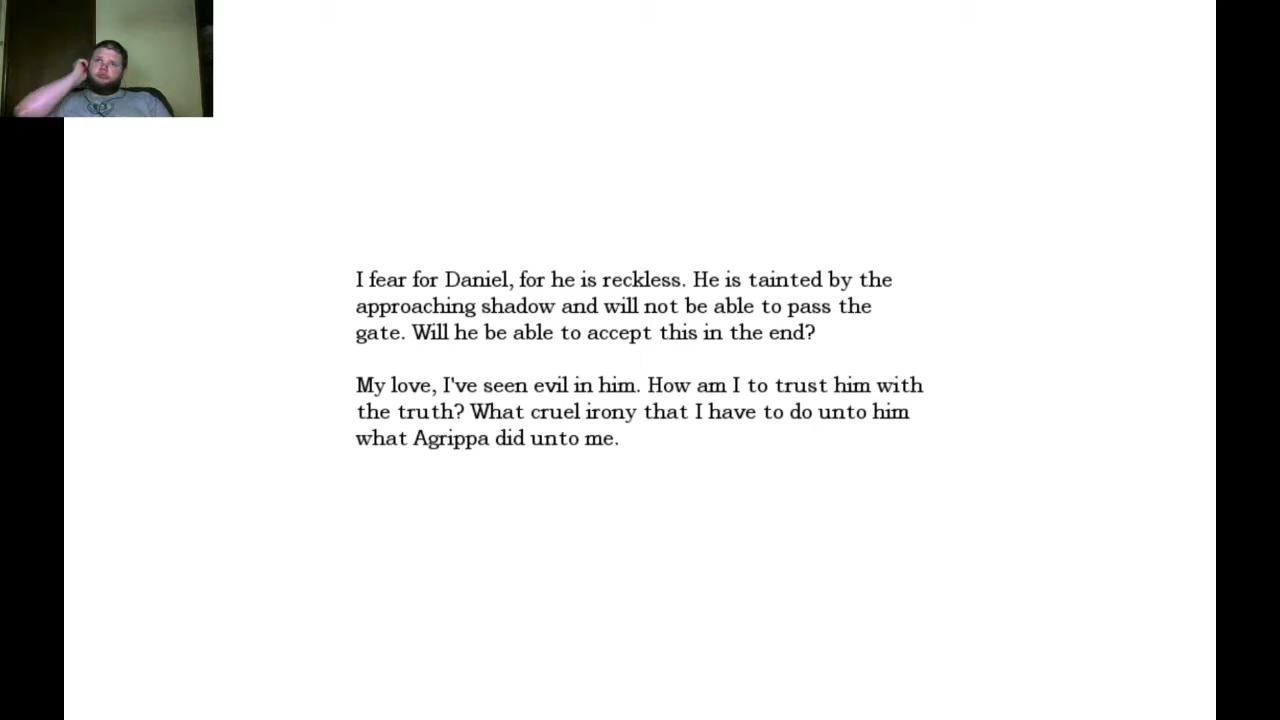 I fear for Daniel, for he is reckless. He is tainted by the
approaching shadow and will not be able to pass the
gate. Will he be able to accept this in the end?
My love, I've seen evil in him. How am I to trust him with
the truth? What cruel irony that I have to do unto him
what Agrippa did unto me.